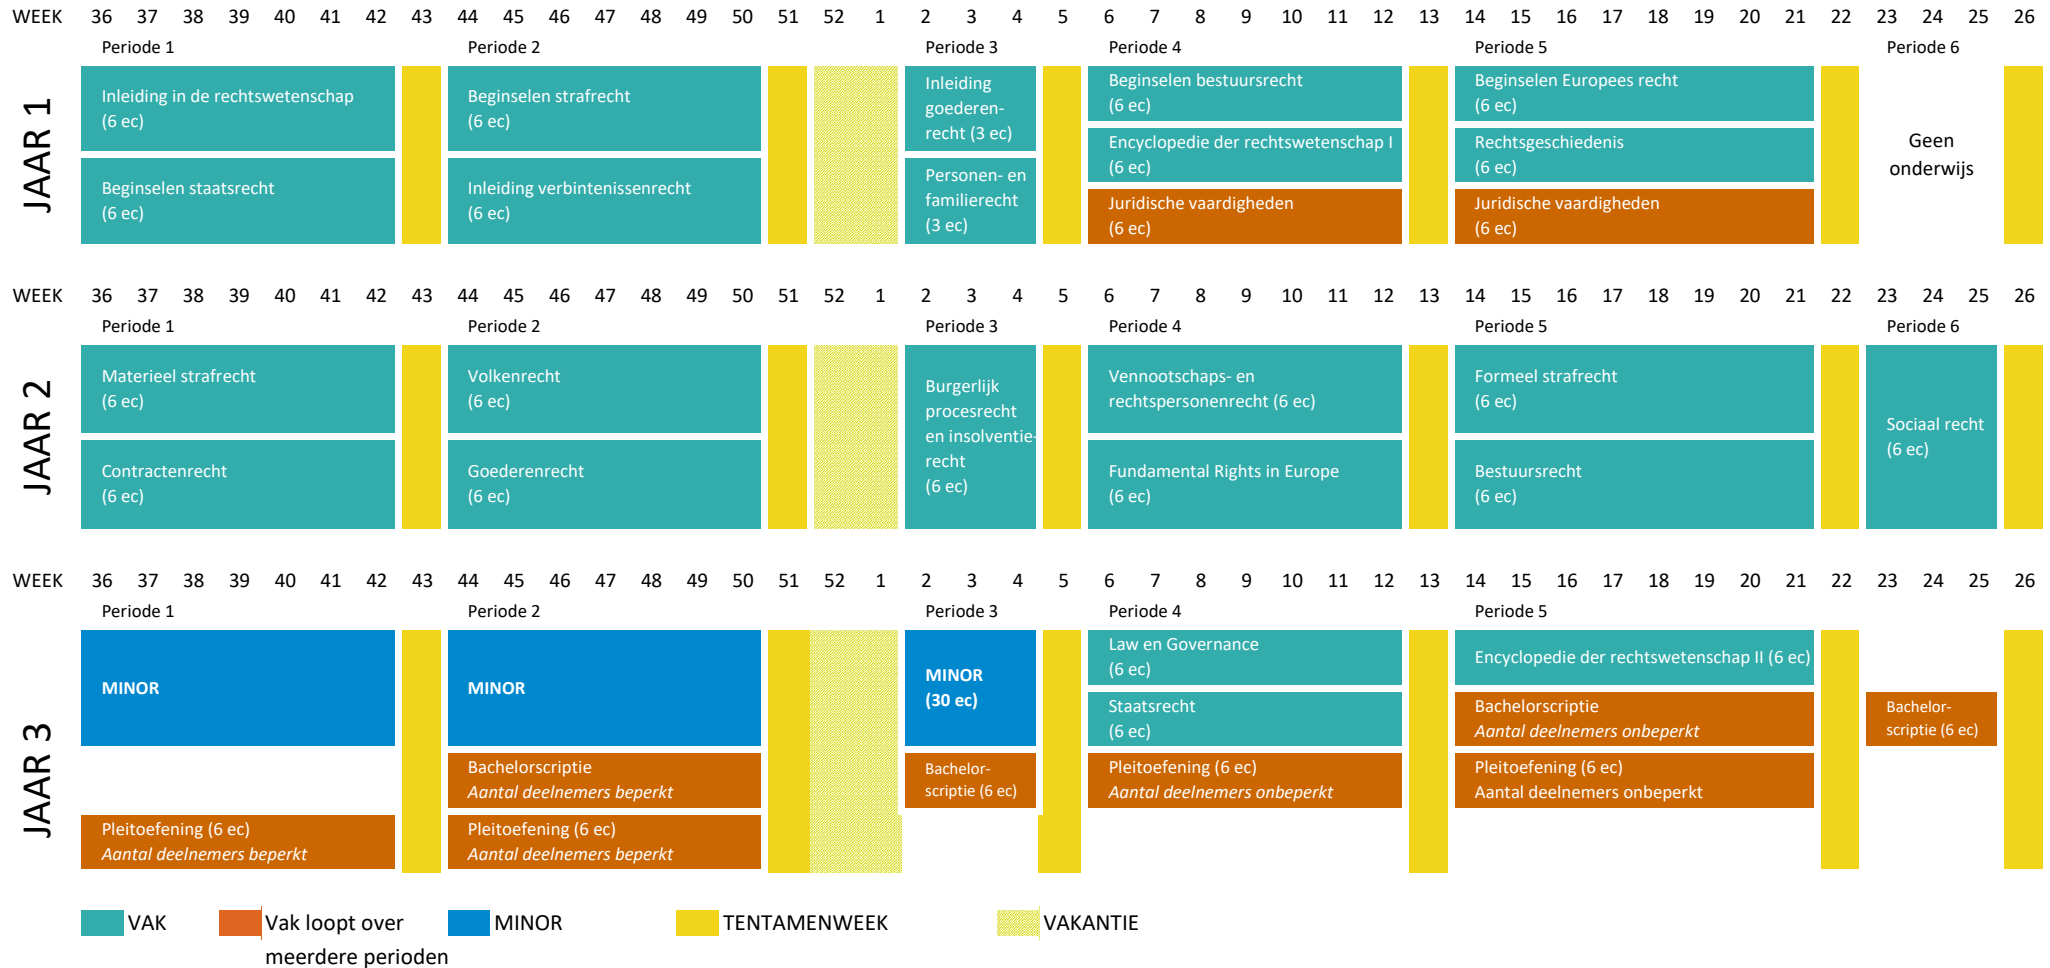 WEEK 36 37 38 39 40 41 42 43 44 45 46 47 48 49 50 51 52 1 2 3 4 5 6 7 8 9 10 11 12 13 14 15 16 17 18 19 20 21 22 23 24 25 26
Periode 1 Periode 2 Periode 3 Periode 4 Periode 5 Periode 6
JAAR 1
Inleiding in de rechtswetenschap
(6 ec)
Beginselen staatsrecht
(6 ec)
Beginselen strafrecht
(6 ec)
Inleiding verbintenissenrecht
(6 ec)
Inleiding
goederen-
recht (3 ec)
Personen- en
familierecht
(3 ec)
Beginselen bestuursrecht
(6 ec)
Encyclopedie der rechtswetenschap I
(6 ec)
Juridische vaardigheden
(6 ec)
Beginselen Europees recht
(6 ec)
Rechtsgeschiedenis
(6 ec)
Juridische vaardigheden
(6 ec)
Geen
onderwijs
WEEK 36 37 38 39 40 41 42 43 44 45 46 47 48 49 50 51 52 1 2 3 4 5 6 7 8 9 10 11 12 13 14 15 16 17 18 19 20 21 22 23 24 25 26
Periode 1 Periode 2 Periode 3 Periode 4 Periode 5 Periode 6
JAAR 2
Materieel strafrecht
(6 ec)
Contractenrecht
(6 ec)
Volkenrecht
(6 ec)
Goederenrecht
(6 ec)
Burgerlijk
procesrecht
en insolventie-
recht
(6 ec)
Vennootschaps- en
rechtspersonenrecht (6 ec)
Fundamental Rights in Europe
(6 ec)
Formeel strafrecht
(6 ec)
Bestuursrecht
(6 ec)
Sociaal recht
(6 ec)
WEEK 36 37 38 39 40 41 42 43 44 45 46 47 48 49 50 51 52 1 2 3 4 5 6 7 8 9 10 11 12 13 14 15 16 17 18 19 20 21 22 23 24 25 26
Periode 1 Periode 2 Periode 3 Periode 4 Periode 5
JAAR 3
MINOR
Pleitoefening (6 ec)
Aantal deelnemers beperkt
MINOR
Bachelorscriptie
Aantal deelnemers beperkt
Pleitoefening (6 ec)
Aantal deelnemers beperkt
MINOR
(30 ec)
Bachelor-
scriptie (6 ec)
Law en Governance
(6 ec)
Staatsrecht
(6 ec)
Pleitoefening (6 ec)
Aantal deelnemers onbeperkt
Encyclopedie der rechtswetenschap II (6 ec)
Bachelorscriptie
Aantal deelnemers onbeperkt
Pleitoefening (6 ec)
Aantal deelnemers onbeperkt
Bachelor-
scriptie (6 ec)
VAK
Vak loopt over
meerdere perioden
MINOR
TENTAMENWEEK
VAKANTIE